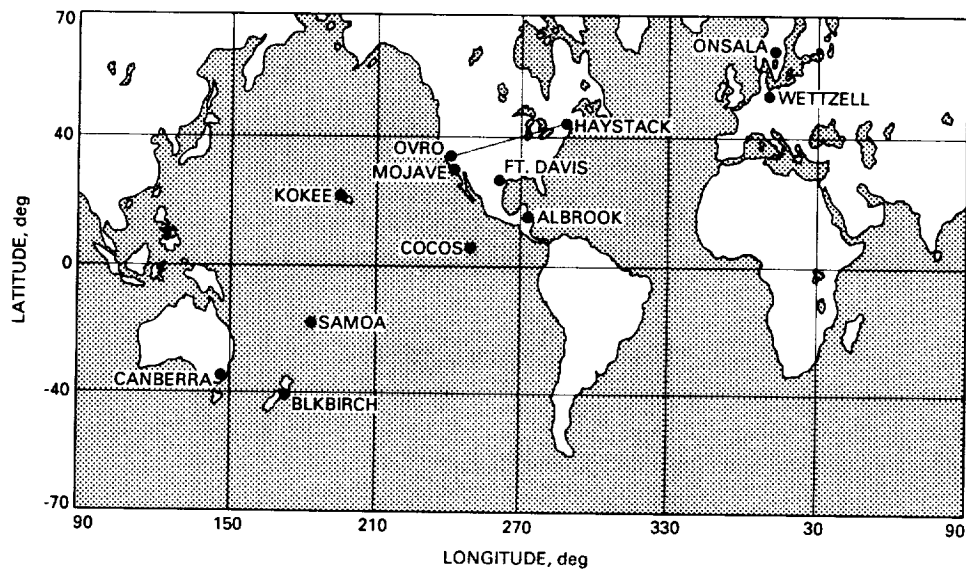 70
ONSALA
WETTZELL
HAYSTACK
40
OVRO
MOJAVE
FT. DAVIS
KOKEE
ALBROOK
COCOS
0
SAMOA
CANBERRA
-40
BLKBIRCH
-70
90 150 210 270 330 30 90
LONGITUDE, deg
LATITUDE, deg